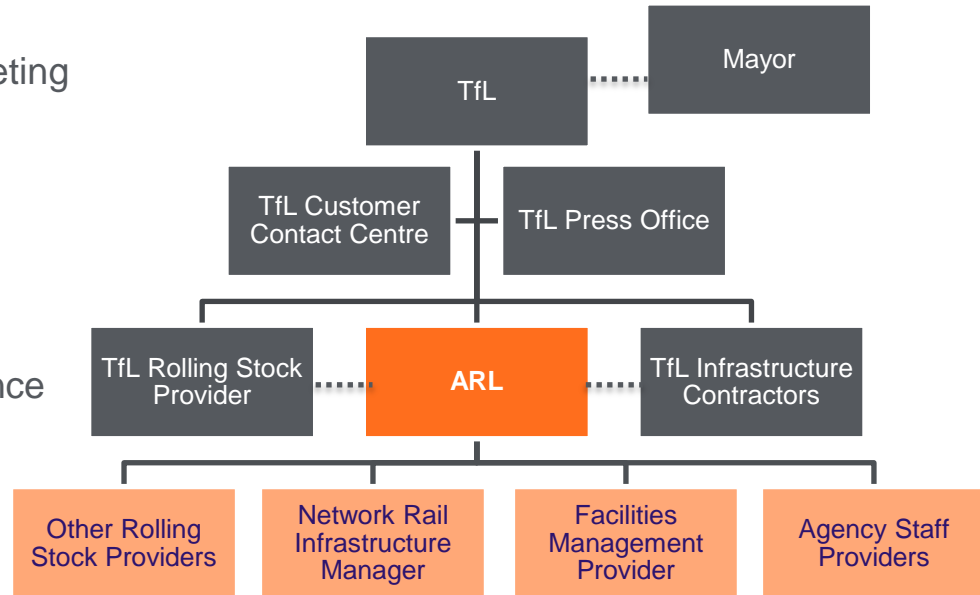 eting
Mayor
TfL
TfL Customer
Contact Centre
TfL Press Office
TfL Rolling Stock
Provider
ARL
TfL Infrastructure
Contractors
nce
Other Rolling
Stock Providers
Network Rail
Infrastructure
Manager
Facilities
Management
Provider
Agency Staff
Providers